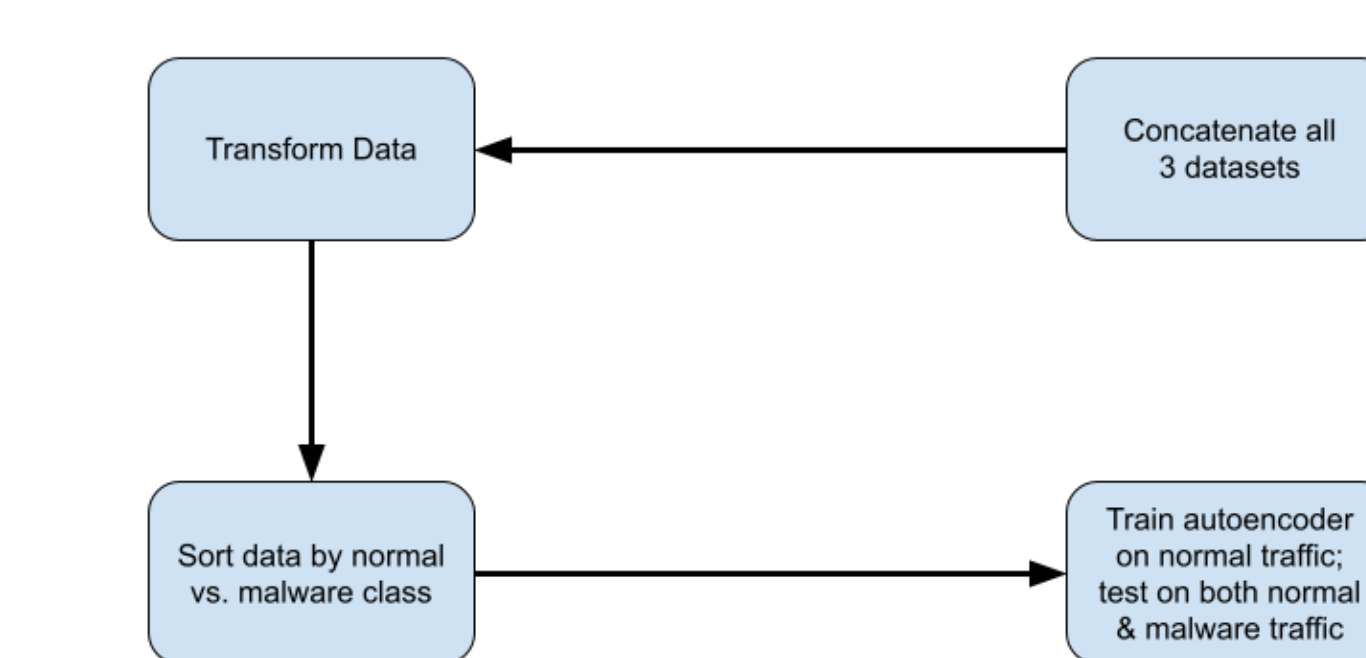 Transform Data
Concatenate all
3 datasets
Sort data by normal
vs. malware class
Train autoencoder
on normal traffic;
test on both normal
& malware traffic